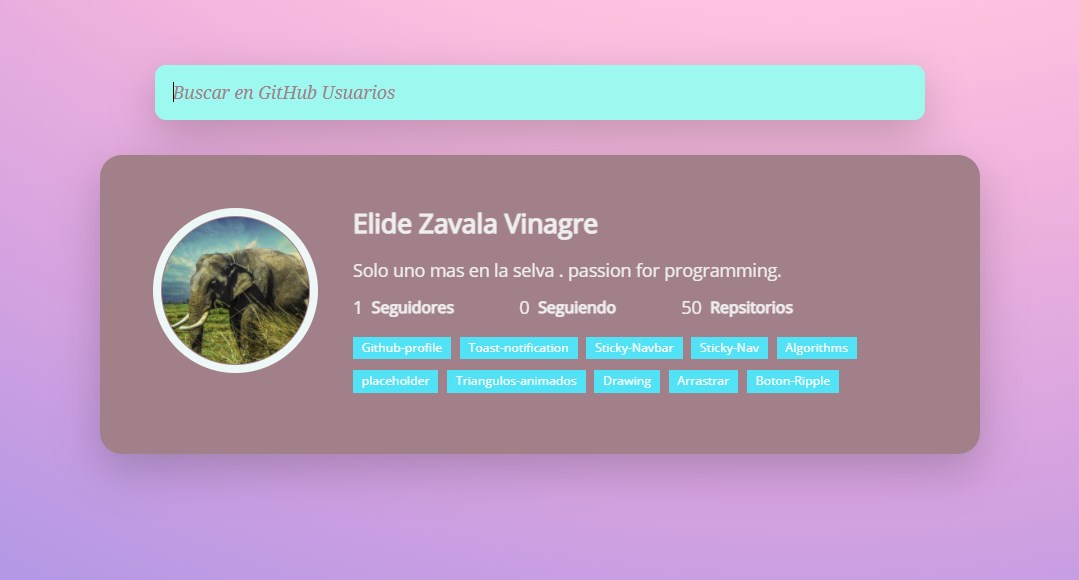 Buscar en GitHub Usuarios
Elide Zavala Vinagre
Solo uno mas en la selva . passion for programming.
1 Seguidores 0 Seguiendo 50 Repsitorios
Github-profile Toast-notification Sticky-Navbar Sticky-Nav Algorithms
placeholder Triangulos-animados Drawing Arrastrar Boton-Ripple